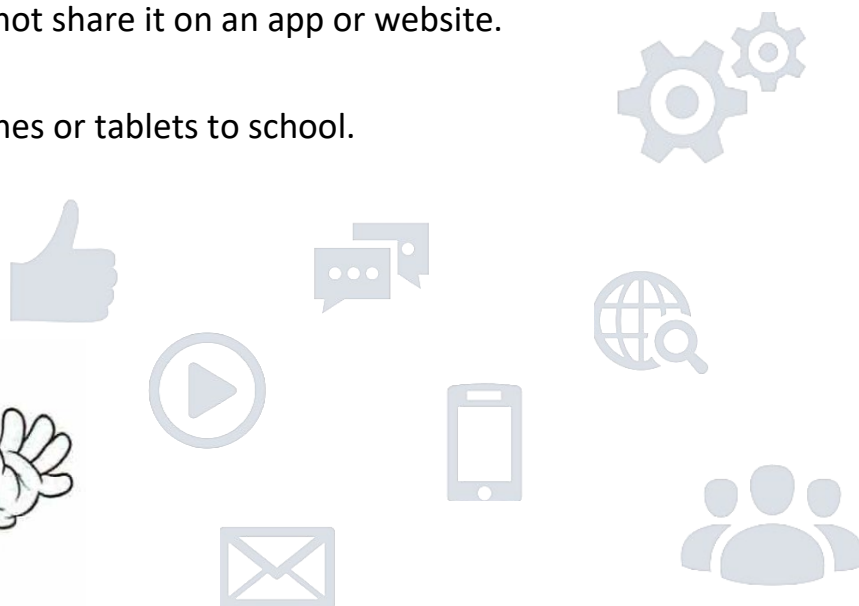 not share it on an app or website.
nes or tablets to school.